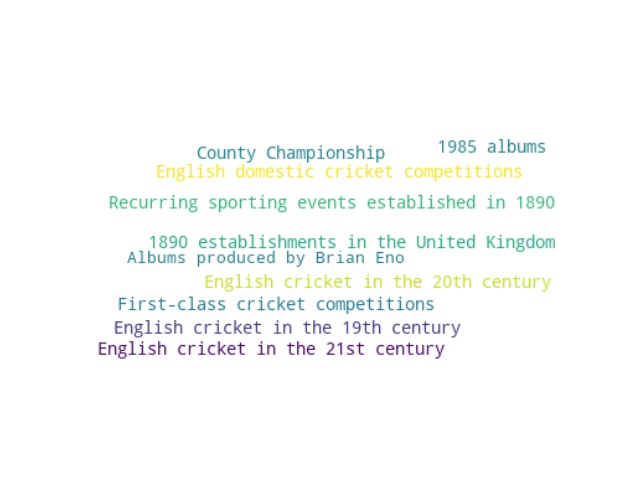 1985 albums
County Championship
English domestic cricket competitions
Recurring sporting events established in 1890
1890 establishments in the United Kingdom
Albums produced by Brian Eno
English cricket in the 20th century
First-class cricket competitions
English cricket in the 19th century
English cricket in the 21st century